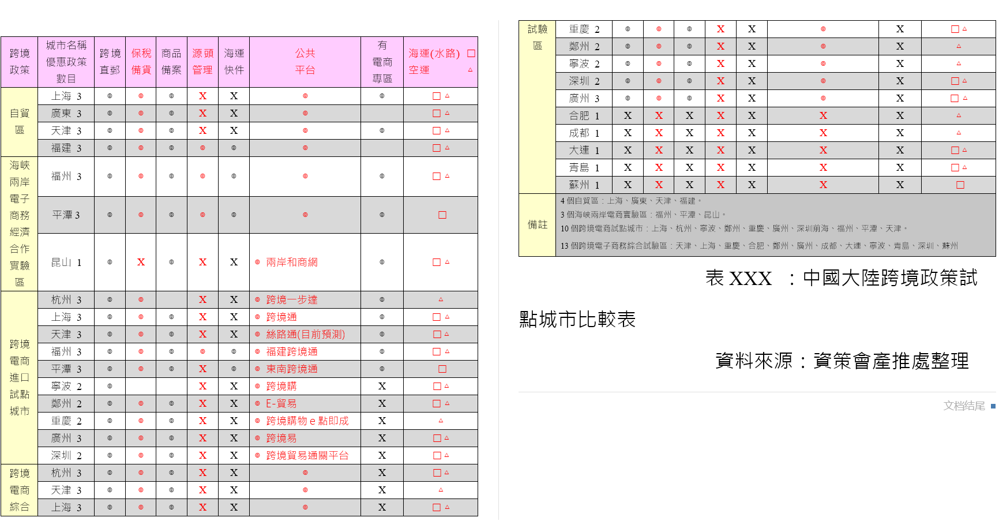 跨境政策 城市名稱優惠政策數目 跨境直郵 保稅備貨 商品備案 源頭管理 海運快件 公共平台 有電商專區 海運(水路) □ 空運 △
自貿區
上海 3 ◎ ◎ ◎ X X ◎ ◎ □ △
廣東 3 ◎ ◎ ◎ X X ◎ □ △
天津 3 ◎ ◎ ◎ X X ◎ ◎ □ △
福建 3 ◎ ◎ ◎ ◎ ◎ ◎ □ △
海峽兩岸電子商務經濟合作實驗區
福州 3 ◎ ◎ ◎ ◎ ◎ ◎ ◎ □ △
平潭 3 ◎ ◎ ◎ ◎ ◎ ◎ ◎ □
昆山 1 ◎ X ◎ X X ◎ 兩岸和商網 ◎ □ △
跨境電商進口試點城市
杭州 3 ◎ ◎ X X ◎ 跨境一步達 ◎ △
上海 3 ◎ ◎ ◎ X X ◎ 跨境通 ◎ □ △
天津 3 ◎ ◎ ◎ X X ◎ 絲路通(目前預測) ◎ □ △
福州 3 ◎ ◎ ◎ ◎ ◎ ◎ 福建跨境通 ◎ □ △
平潭 3 ◎ ◎ ◎ X ◎ ◎ 東南跨境通 ◎ □
寧波 2 ◎ X X ◎ 跨境購 X □ △
鄭州 2 ◎ ◎ ◎ X X ◎ E-貿易 X □ △
重慶 2 ◎ ◎ ◎ X X ◎ 跨境購物 e 點即成 X △
廣州 3 ◎ ◎ ◎ X X ◎ 跨境易 X □ △
深圳 2 ◎ ◎ ◎ X X ◎ 跨境貿易通關平台 X □ △
跨境電商綜合
杭州 3 ◎ ◎ ◎ X X ◎ X □ △
天津 3 ◎ ◎ ◎ X X ◎ X △
上海 3 ◎ ◎ ◎ X X ◎ X □ △
試驗區
重慶 2 ◎ ◎ ◎ X X ◎ X □ △
鄭州 2 ◎ ◎ ◎ X X ◎ X △
寧波 2 ◎ ◎ ◎ X X ◎ X △
深圳 2 ◎ ◎ ◎ X X ◎ X □ △
廣州 3 ◎ ◎ ◎ X X ◎ X □ △
合肥 1 X X X X X X X △
成都 1 X X X X X X X △
大連 1 X X X X X X X □ △
青島 1 X X X X X X X □ △
蘇州 1 X X X X X X X □
備註
4 個自貿區：上海、廣東、天津、福建。
3 個海峽兩岸電商實驗區：福州、平潭、昆山。
10 個跨境電商試點城市：上海、杭州、寧波、鄭州、重慶、廣州、深圳前海、福州、平潭、天津。
13 個跨境電子商務綜合試驗區：天津、上海、重慶、合肥、鄭州、廣州、成都、大連、寧波、青島、深圳、蘇州
表 XXX ：中國大陸跨境政策試
點城市比較表
資料來源：資策會產推處整理
文档结尾